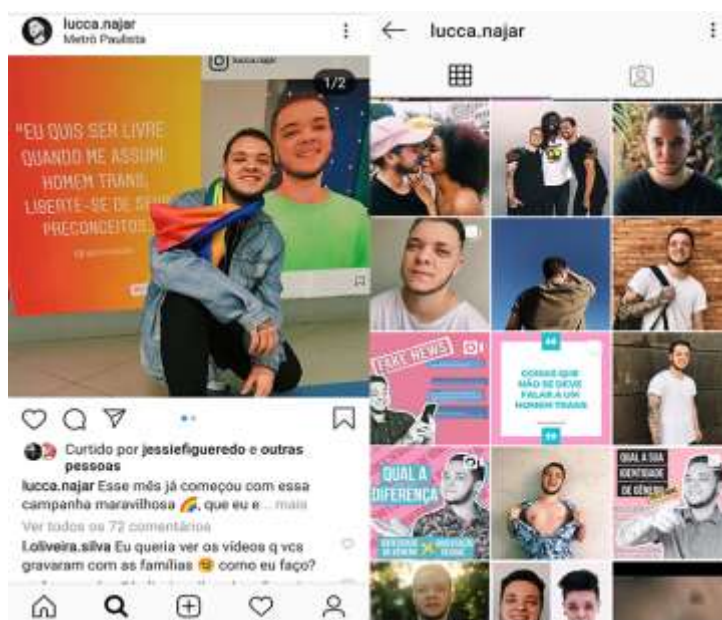 lucca.najar
Metrô Paulista
lucca.najar
1/2
"EU QUIS SER LIVRE
QUANDO ME ASSUMI
HOMEM TRANS,
LIBERTE-SE DE SEUS
PRECONCEITOS.
Curtido por jessiefigueredo e outras
pessoas
lucca.najar Esse mês já começou com essa
campanha maravilhosa 🌈, que eu e ... mais
Ver todos os 72 comentários
l.oliveira.silva Eu queria ver os vídeos q vcs
gravaram com as famílias 😢 como eu faço?
lucca.najar
FAKE NEWS
COISAS QUE
NÃO SE DEVE
FALAR A UM
HOMEM TRANS
QUAL A
DIFERENÇA
QUAL A SUA
IDENTIDADE
DE GÊNERO